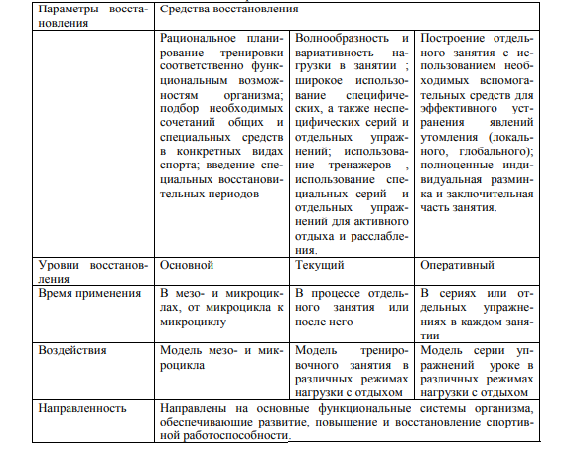 Параметры восста-
новления
Средства восстановления
Рациональное плани-
рование тренировки
соответственно функ-
циональным возмож-
ностям организма;
подбор необходимых
сочетаний общих и
специальных средств
в конкретных видах
спорта; введение спе-
циальных восстанови-
тельных периодов
Волнообразность и
вариативность на-
грузки в занятии ;
широкое использо-
вание специфичес-
ких, а также неспе-
цифических серий и
отдельных упраж-
нений; использова-
ние тренажеров ,
использование спе-
циальных серий и
отдельных упраж-
нений для активного
отдыха и расслабле-
ния.
Построение отдель-
ного занятия с ис-
пользованием необ-
ходимых вспомога-
тельных средств для
эффективного уст-
ранения явлений
утомления (локаль-
ного, глобального);
полноценные инди-
видуальная размин-
ка и заключительная
часть занятия.
Уровни восстанов-
ления
Основной
Текущий
Оперативный
Время применения
В мезо- и микроцик-
лах, от микроцикла к
микроциклу
В процессе отдель-
ного занятия или
после него
В сериях или от-
дельных упражне-
ниях в каждом заня-
тии
Воздействия
Модель мезо- и мик-
роцикла
Модель трениро-
вочного занятия в
различных режимах
нагрузки с отдыхом
Модель серии уп-
ражнений уроке в
различных режимах
нагрузки с отдыхом
Направленность
Направлены на основные функциональные системы организма,
обеспечивающие развитие, повышение и восстановление спортив-
ной работоспособности.